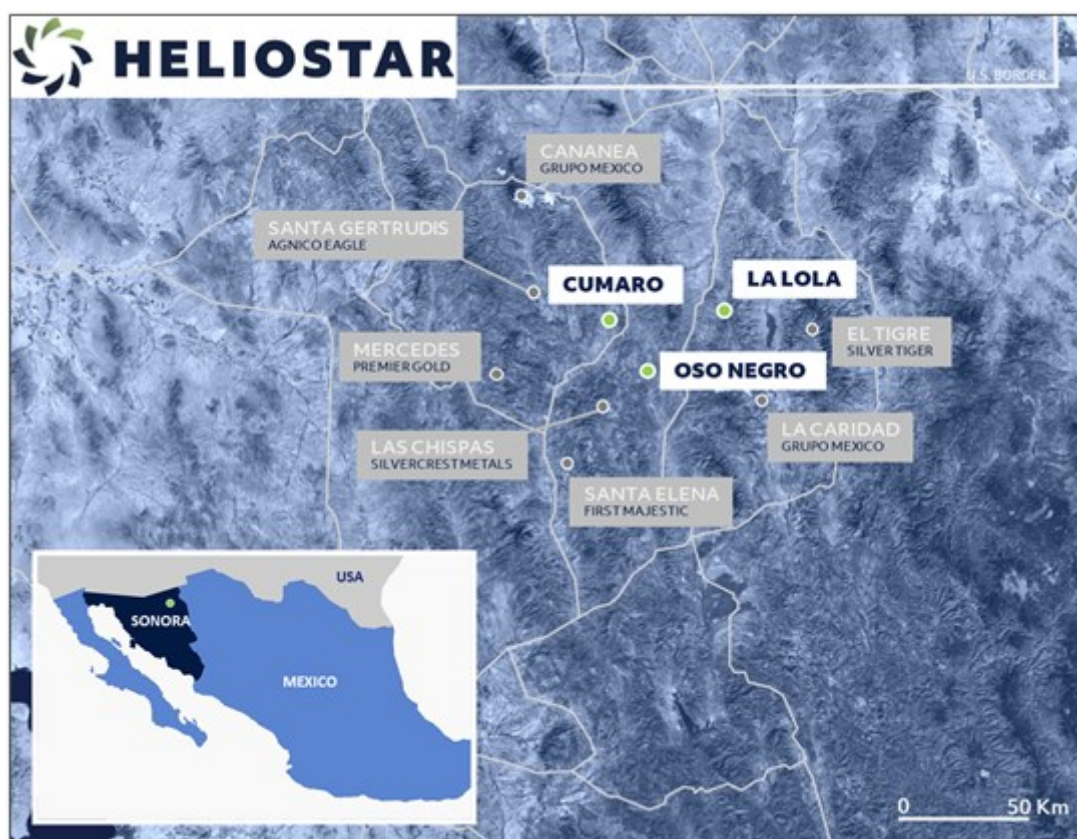 HELIOSTAR
U.S. BORDER
CANANEA
GRUPO MEXICO
SANTA GERTRUDIS
AGNICO EAGLE
CUMARO
LA LOLA
EL TIGRE
SILVER TIGER
MERCEDES
PREMIER GOLD
OSO NEGRO
LAS CHISPAS
SILVERCREST METALS
LA CARIDAD
GRUPO MEXICO
SANTA ELENA
FIRST MAJESTIC
USA
SONORA
MEXICO
0 50 Km